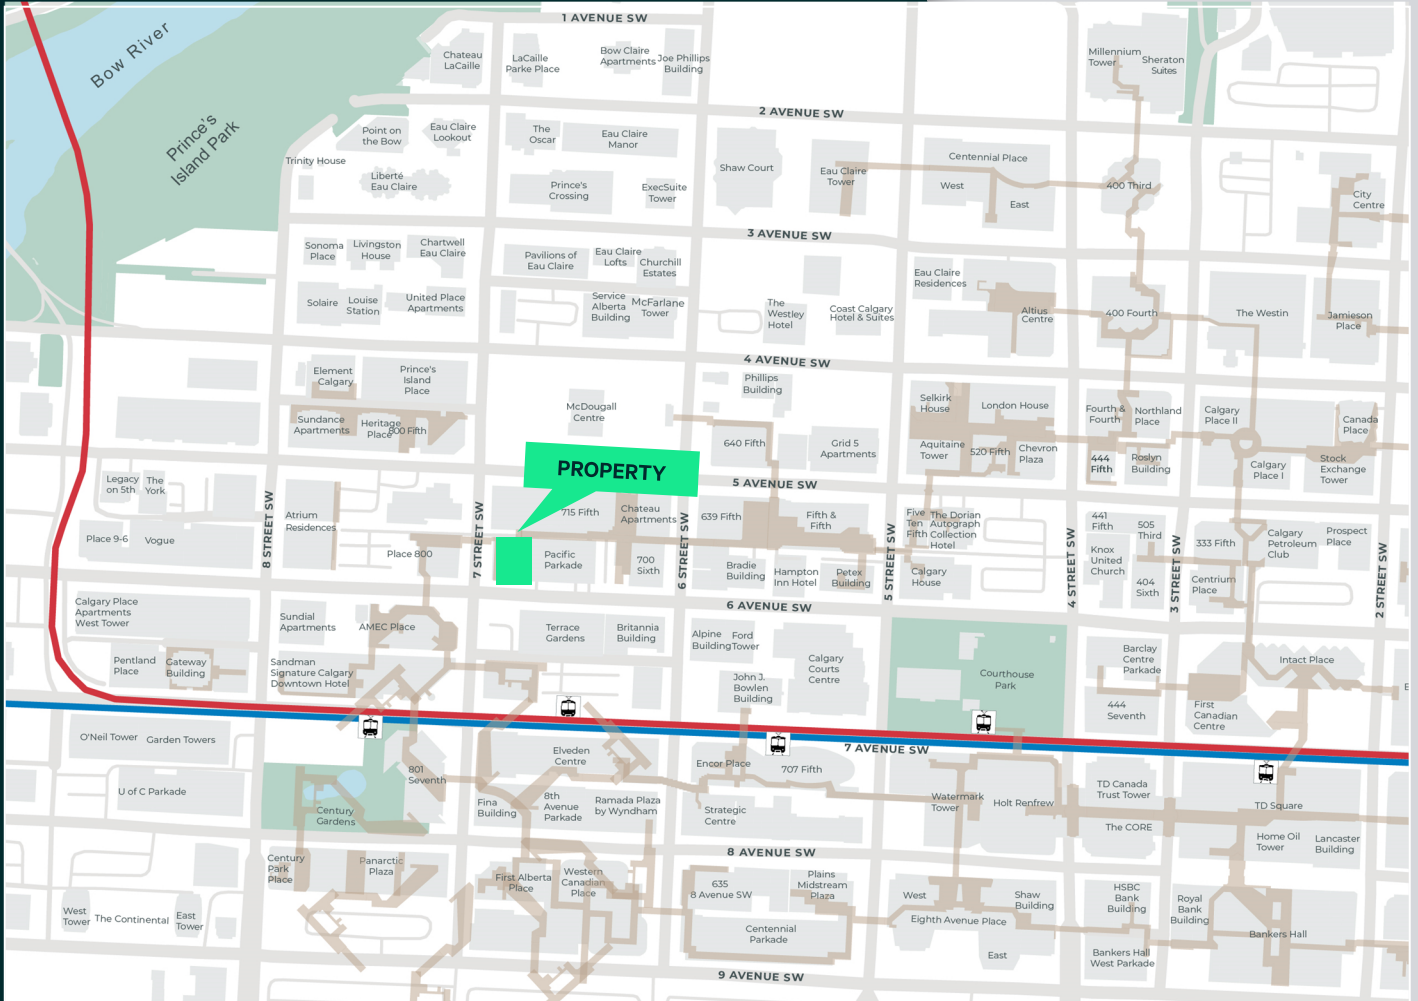 1 AVENUE SW
Bow River
Chateau
LaCaille
LaCaille
Parke Place
Bow Claire
Apartments
Joe Phillips
Building
Millennium
Tower
Sheraton
Suites
2 AVENUE SW
Prince's
Island Park
Point on
the Bow
Eau Claire
Lookout
The
Oscar
Eau Claire
Manor
Trinity House
Liberté
Eau Claire
Prince's
Crossing
ExecSuite
Tower
Shaw Court
Eau Claire
Tower
Centennial Place
West
East
400 Third
City
Centre
3 AVENUE SW
Sonoma
Place
Livingston
House
Chartwell
Eau Claire
Pavilions of
Eau Claire
Eau Claire
Lofts
Churchill
Estates
Eau Claire
Residences
Solaire
Louise
Station
United Place
Apartments
Service
Alberta
Building
McFarlane
Tower
The
Westley
Hotel
Coast Calgary
Hotel & Suites
Altius
Centre
400 Fourth
The Westin
Jamieson
Place
4 AVENUE SW
Element
Calgary
Prince's
Island
Place
Phillips
Building
Sundance
Apartments
Heritage
Place
800 Fifth
McDougall
Centre
640 Fifth
Grid 5
Apartments
Selkirk
House
London House
Aquitaine
Tower
520 Fifth
Chevron
Plaza
Fourth &
Fourth
Northland
Place
444
Fifth
Roslyn
Building
Calgary
Place II
Calgary
Place I
Canada
Place
Stock
Exchange
Tower
PROPERTY
5 AVENUE SW
Legacy
on 5th
The
York
Place 9-6
Vogue
8 STREET SW
Atrium
Residences
Place 800
7 STREET SW
715 Fifth
Chateau
Apartments
Pacific
Parkade
700
Sixth
6 STREET SW
639 Fifth
Fifth &
Fifth
Bradie
Building
Hampton
Inn Hotel
Petex
Building
5 STREET SW
Five
Ten
Fifth
The Dorian
Autograph
Collection
Hotel
Calgary
House
4 STREET SW
441
Fifth
505
Third
Knox
United
Church
404
Sixth
3 STREET SW
333 Fifth
Calgary
Petroleum
Club
Prospect
Place
Centrium
Place
2 STREET SW
6 AVENUE SW
Calgary Place
Apartments
West Tower
Sundial
Apartments
AMEC Place
Terrace
Gardens
Britannia
Building
Alpine
Building
Ford
Tower
Calgary
Courts
Centre
John J.
Bowlen
Building
Courthouse
Park
Barclay
Centre
Parkade
Intact Place
Pentland
Place
Gateway
Building
Sandman
Signature Calgary
Downtown Hotel
444
Seventh
First
Canadian
Centre
E
7 AVENUE SW
O'Neil Tower
Garden Towers
801
Seventh
Elveden
Centre
Encor Place
707 Fifth
U of C Parkade
Century
Gardens
Fina
Building
8th
Avenue
Parkade
Ramada Plaza
by Wyndham
Strategic
Centre
Watermark
Tower
Holt Renfrew
TD Canada
Trust Tower
The CORE
TD Square
Home Oil
Tower
Lancaster
Building
8 AVENUE SW
Century
Park
Place
Panarctic
Plaza
First Alberta
Place
Western
Canadian
Place
635
8 Avenue SW
Plains
Midstream
Plaza
West
Eighth Avenue Place
East
Shaw
Building
HSBC
Bank
Building
Royal
Bank
Building
Bankers Hall
West
Tower
The Continental
East
Tower
Centennial
Parkade
Bankers Hall
West Parkade
9 AVENUE SW